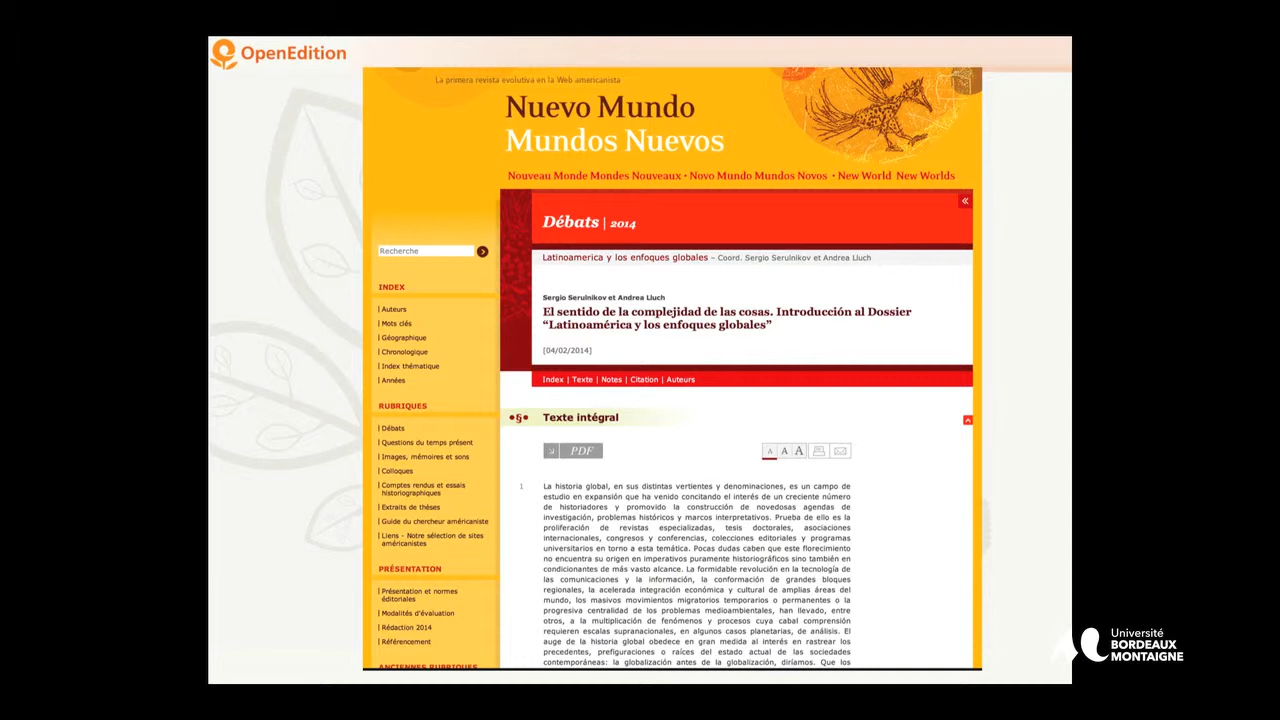 OpenEdition
La primera revista evolutiva en la Web americanista
Nuevo Mundo
Mundos Nuevos
Nouveau Monde Mondes Nouveaux • Novo Mundo Mundos Novos • New World New Worlds
Débats | 2014
Latinoamerica y los enfoques globales – Coord. Sergio Serulnikov et Andrea Lluch
Sergio Serulnikov et Andrea Lluch
El sentido de la complejidad de las cosas. Introducción al Dossier
“Latinoamérica y los enfoques globales”
[04/02/2014]
Index | Texte | Notes | Citation | Auteurs
Recherche
INDEX
Auteurs
Mots clés
Géographique
Chronologique
Index thématique
Années
RUBRIQUES
Débats
Questions du temps présent
Images, mémoires et sons
Colloques
Comptes rendus et essais
historiographiques
Extraits de thèses
Guide du chercheur américaniste
Liens - Notre sélection de sites
américanistes
PRÉSENTATION
Présentation et normes
éditoriales
Modalités d'évaluation
Rédaction 2014
Référencement
ANCIENNES RUBRIQUES
•§• Texte intégral
PDF
A A A
1
La historia global, en sus distintas vertientes y denominaciones, es un campo de
estudio en expansión que ha venido concitando el interés de un creciente número
de historiadores y promovido la construcción de novedosas agendas de
investigación, problemas históricos y marcos interpretativos. Prueba de ello es la
proliferación de revistas especializadas, tesis doctorales, asociaciones
internacionales, congresos y conferencias, colecciones editoriales y programas
universitarios en torno a esta temática. Pocas dudas caben que este florecimiento
no encuentra su origen en imperativos puramente historiográficos sino también en
condicionantes de más vasto alcance. La formidable revolución en la tecnología de
las comunicaciones y la información, la conformación de grandes bloques
regionales, la acelerada integración económica y cultural de amplias áreas del
mundo, los masivos movimientos migratorios temporarios o permanentes o la
progresiva centralidad de los problemas medioambientales, han llevado, entre
otros, a la multiplicación de fenómenos y procesos cuya cabal comprensión
requieren escalas supranacionales, en algunos casos planetarias, de análisis. El
auge de la historia global obedece en gran medida al interés en rastrear los
precedentes, prefiguraciones o raíces del estado actual de las sociedades
contemporáneas: la globalización antes de la globalización, diríamos. Que los
Université
BORDEAUX
MONTAIGNE